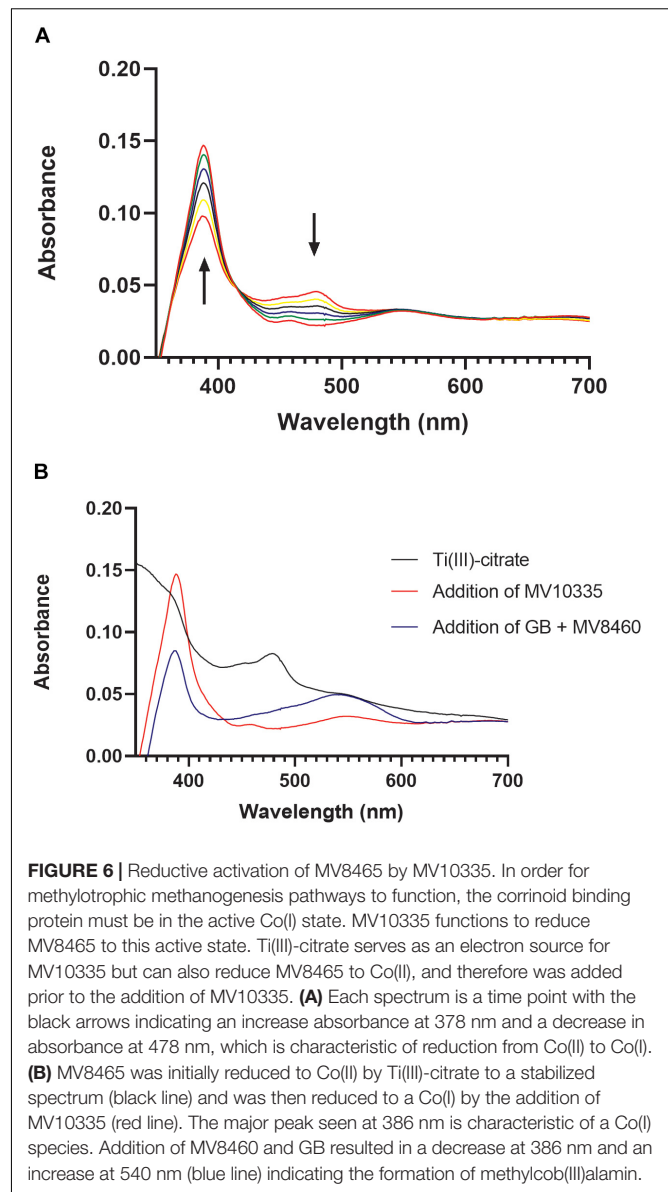 A
0.20
0.15
0.10
0.05
0.00
Absorbance
400 500 600 700
Wavelength (nm)
B
0.20
0.15
0.10
0.05
0.00
Absorbance
Ti(III)-citrate
Addition of MV10335
Addition of GB + MV8460
400 500 600 700
Wavelength (nm)
FIGURE 6 | Reductive activation of MV8465 by MV10335. In order for
methylotrophic methanogenesis pathways to function, the corrinoid binding
protein must be in the active Co(I) state. MV10335 functions to reduce
MV8465 to this active state. Ti(III)-citrate serves as an electron source for
MV10335 but can also reduce MV8465 to Co(II), and therefore was added
prior to the addition of MV10335. (A) Each spectrum is a time point with the
black arrows indicating an increase absorbance at 378 nm and a decrease in
absorbance at 478 nm, which is characteristic of reduction from Co(II) to Co(I).
(B) MV8465 was initially reduced to Co(II) by Ti(III)-citrate to a stabilized
spectrum (black line) and was then reduced to a Co(I) by the addition of
MV10335 (red line). The major peak seen at 386 nm is characteristic of a Co(I)
species. Addition of MV8460 and GB resulted in a decrease at 386 nm and an
increase at 540 nm (blue line) indicating the formation of methylcob(III)alamin.